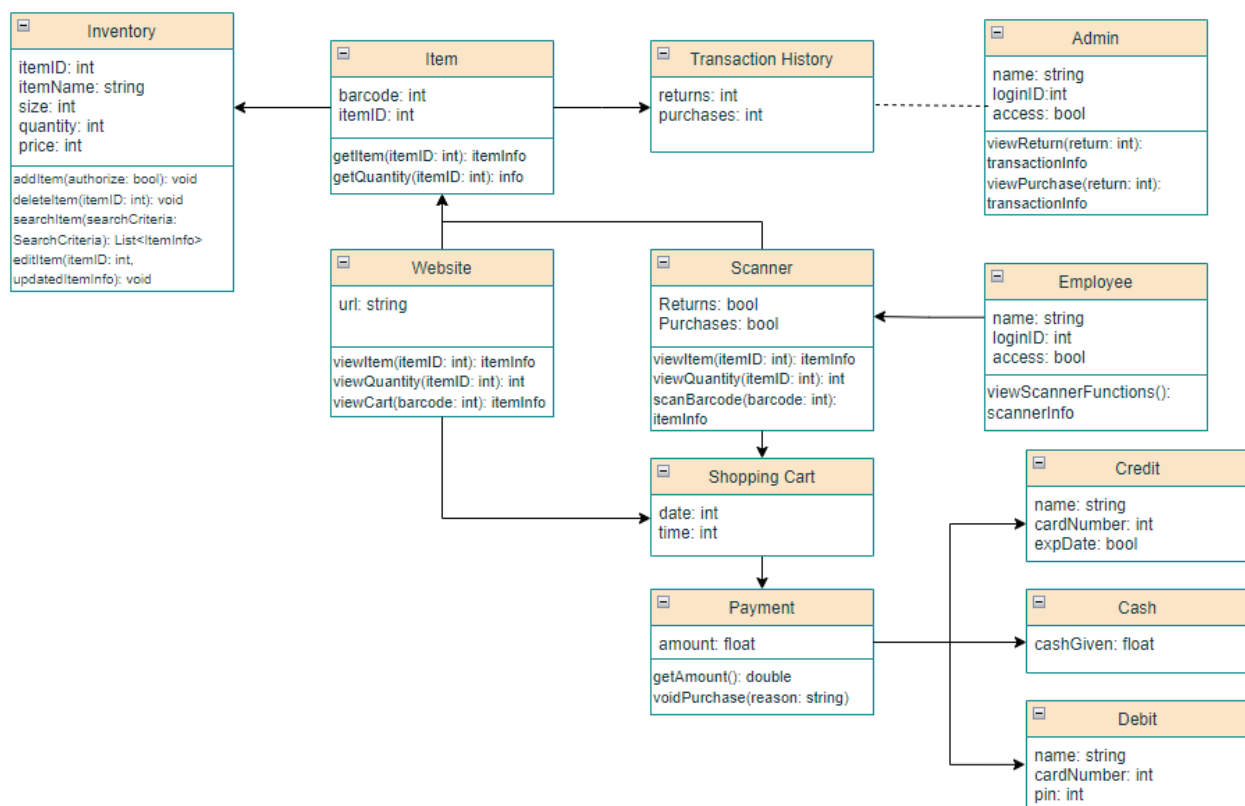 Inventory
itemID: int
itemName: string
size: int
quantity: int
price: int
addItem(authorize: bool): void
deleteItem(itemID: int): void
searchItem(searchCriteria:
SearchCriteria): List<ItemInfo>
editItem(itemID: int,
updatedItemInfo): void
Item
barcode: int
itemID: int
getItem(itemID: int): itemInfo
getQuantity(itemID: int): info
Transaction History
returns: int
purchases: int
Admin
name: string
loginID:int
access: bool
viewReturn(return: int):
transactionInfo
viewPurchase(return: int):
transactionInfo
Website
url: string
viewItem(itemID: int): itemInfo
viewQuantity(itemID: int): int
viewCart(barcode: int): itemInfo
Scanner
Returns: bool
Purchases: bool
viewItem(itemID: int): itemInfo
viewQuantity(itemID: int): int
scanBarcode(barcode: int):
itemInfo
Employee
name: string
loginID: int
access: bool
viewScannerFunctions():
scannerInfo
Shopping Cart
date: int
time: int
Payment
amount: float
getAmount(): double
voidPurchase(reason: string)
Credit
name: string
cardNumber: int
expDate: bool
Cash
cashGiven: float
Debit
name: string
cardNumber: int
pin: int